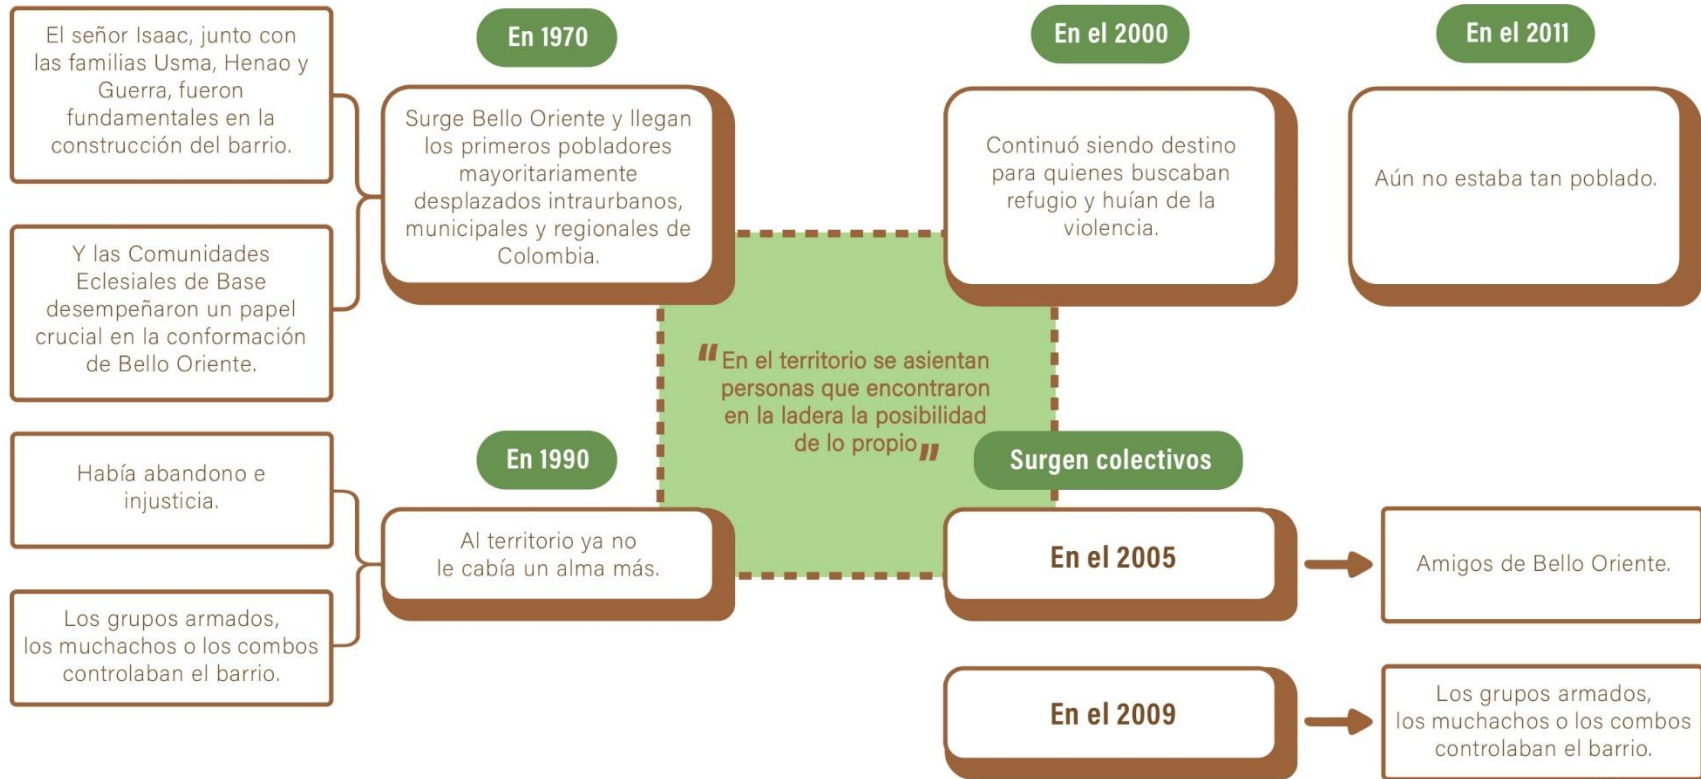 En 1970
El señor Isaac, junto con
las familias Usma, Henao y
Guerra, fueron
fundamentales en la
construcción del barrio.
Y las Comunidades
Eclesiales de Base
desempeñaron un papel
crucial en la conformación
de Bello Oriente.
Surge Bello Oriente y llegan
los primeros pobladores
mayoritariamente
desplazados intraurbanos,
municipales y regionales de
Colombia.
En el 2000
Continuó siendo destino
para quienes buscaban
refugio y huían de la
violencia.
En el 2011
Aún no estaba tan poblado.
"En el territorio se asientan
personas que encontraron
en la ladera la posibilidad
de lo propio"
En 1990
Había abandono e
injusticia.
Los grupos armados,
los muchachos o los combos
controlaban el barrio.
Al territorio ya no
le cabía un alma más.
Surgen colectivos
En el 2005
Amigos de Bello Oriente.
En el 2009
Los grupos armados,
los muchachos o los combos
controlaban el barrio.